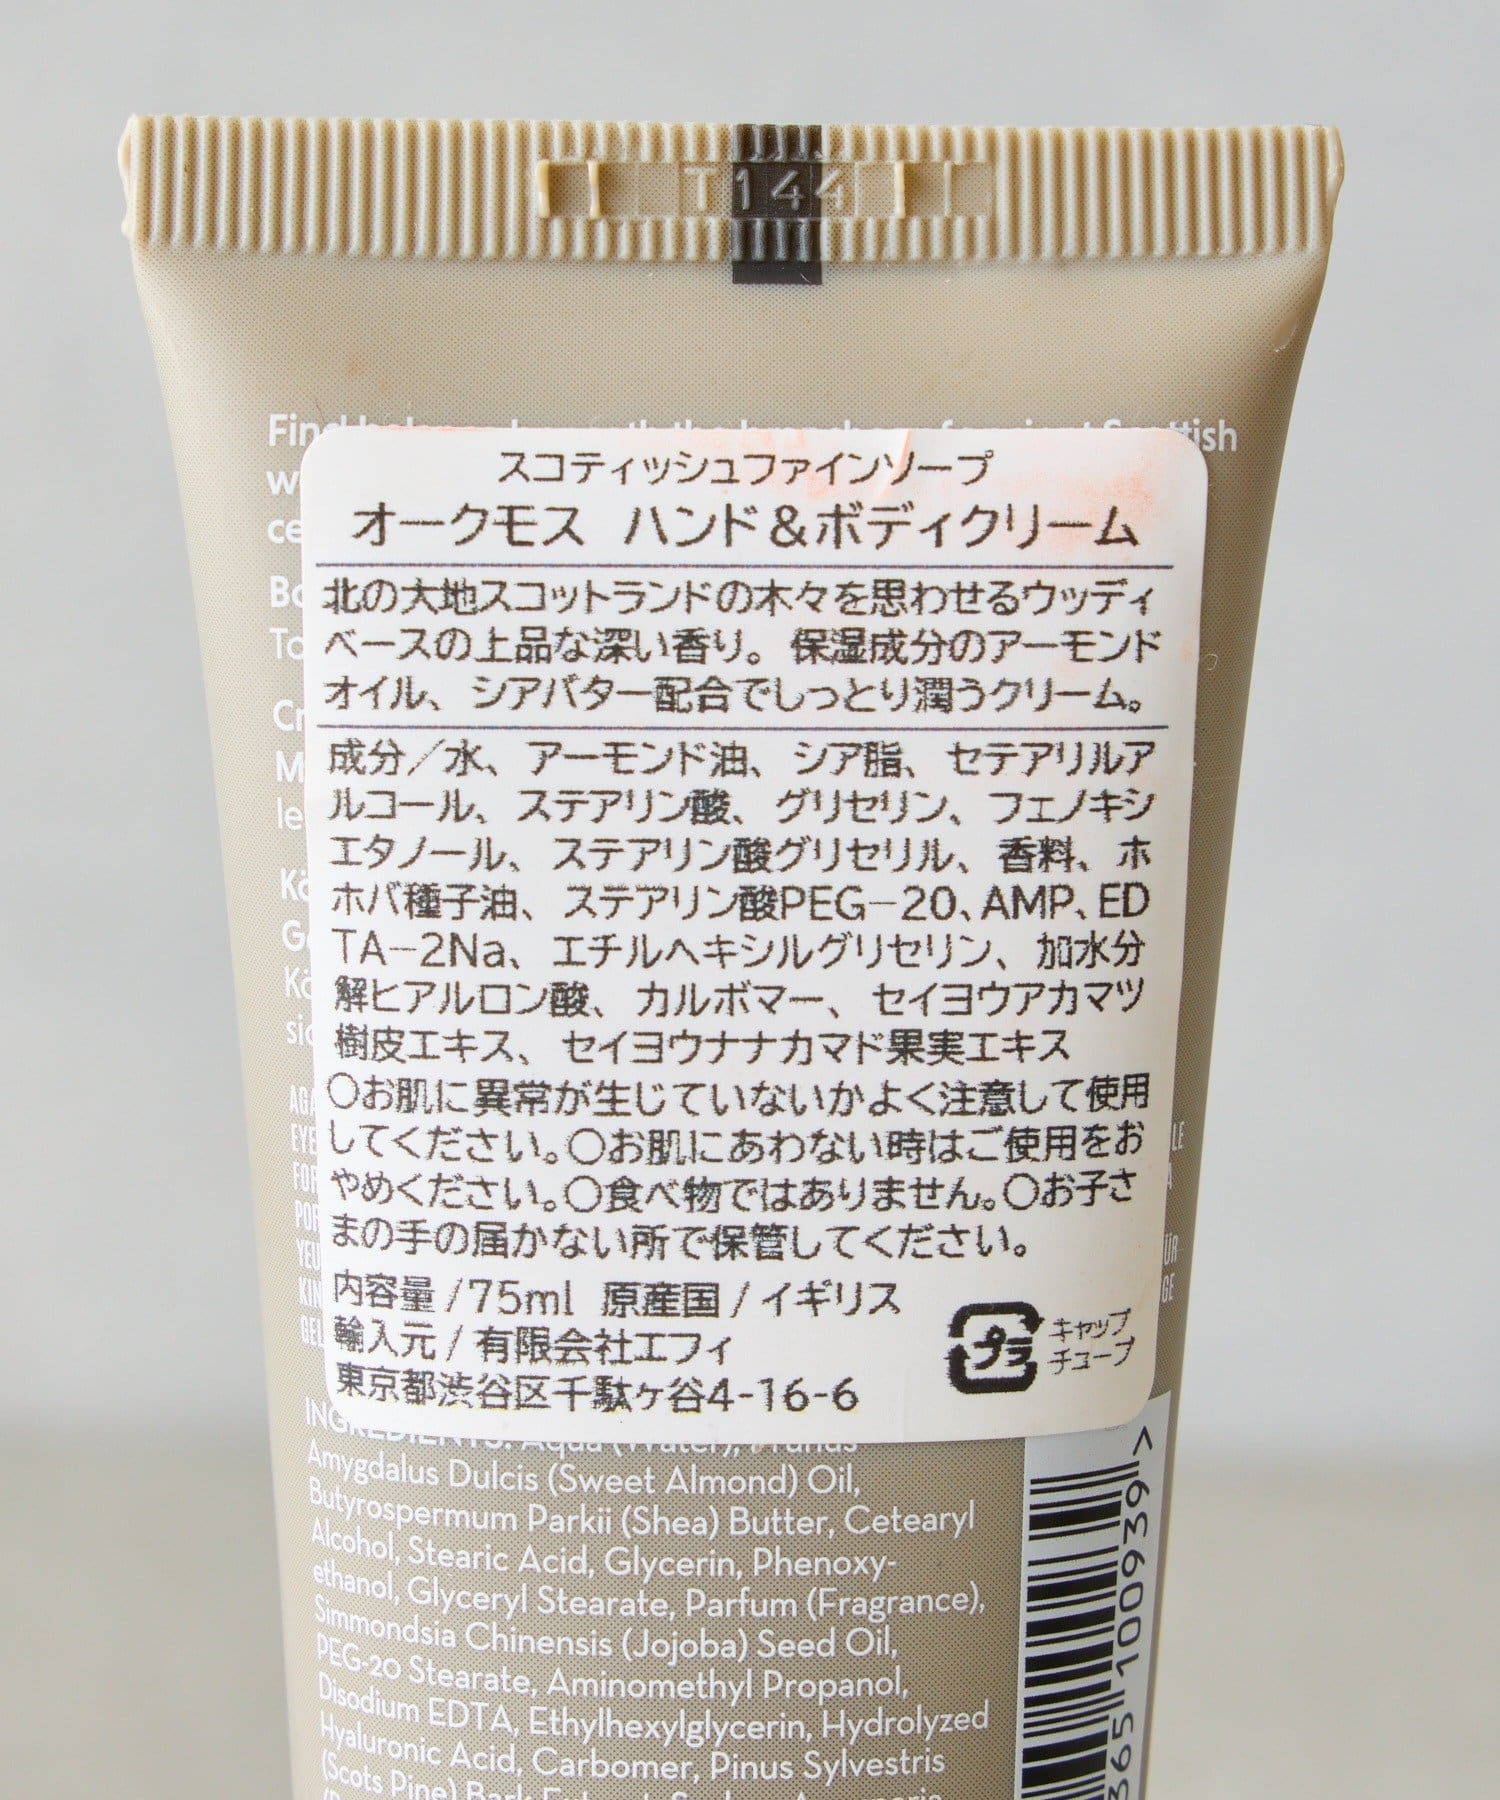 T144
Find
Scottish
スコティッシュファインソープ
オークモス ハンド&ボディクリーム
北の大地スコットランドの木々を思わせるウッディ
ベースの上品な深い香り。保湿成分のアーモンド
オイル、シアバター配合でしっとり潤うクリーム。
成分/水、アーモンド油、シア脂、セテアリルア
ルコール、ステアリン酸、グリセリン、フェノキシ
エタノール、ステアリン酸グリセリル、香料、ホ
ホバ種子油、ステアリン酸PEG-20、AMP、ED
TA-2Na、エチルヘキシルグリセリン、加水分
解ヒアルロン酸、カルボマー、セイヨウアカマツ
樹皮エキス、セイヨウナナカマド果実エキス
○お肌に異常が生じていないかよく注意して使用
してください。○お肌にあわない時はご使用をお
やめください。○食べ物ではありません。○お子さ
まの手の届かない所で保管してください。
内容量/75ml 原産国/イギリス
輸入元/有限会社エフィ
東京都渋谷区千駄ヶ谷4-16-6
プラ
キャップ
チューブ
INGREDIENTS: Aqua (Water), Prunus
Amygdalus Dulcis (Sweet Almond) Oil,
Butyrospermum Parkii (Shea) Butter, Cetearyl
Alcohol, Stearic Acid, Glycerin, Phenoxy-
ethanol, Glyceryl Stearate, Parfum (Fragrance),
Simmondsia Chinensis (Jojoba) Seed Oil,
PEG-20 Stearate, Aminomethyl Propanol,
Disodium EDTA, Ethylhexylglycerin, Hydrolyzed
Hyaluronic Acid, Carbomer, Pinus Sylvestris
(Scots Pine) Bark Extract,
365 100939 >